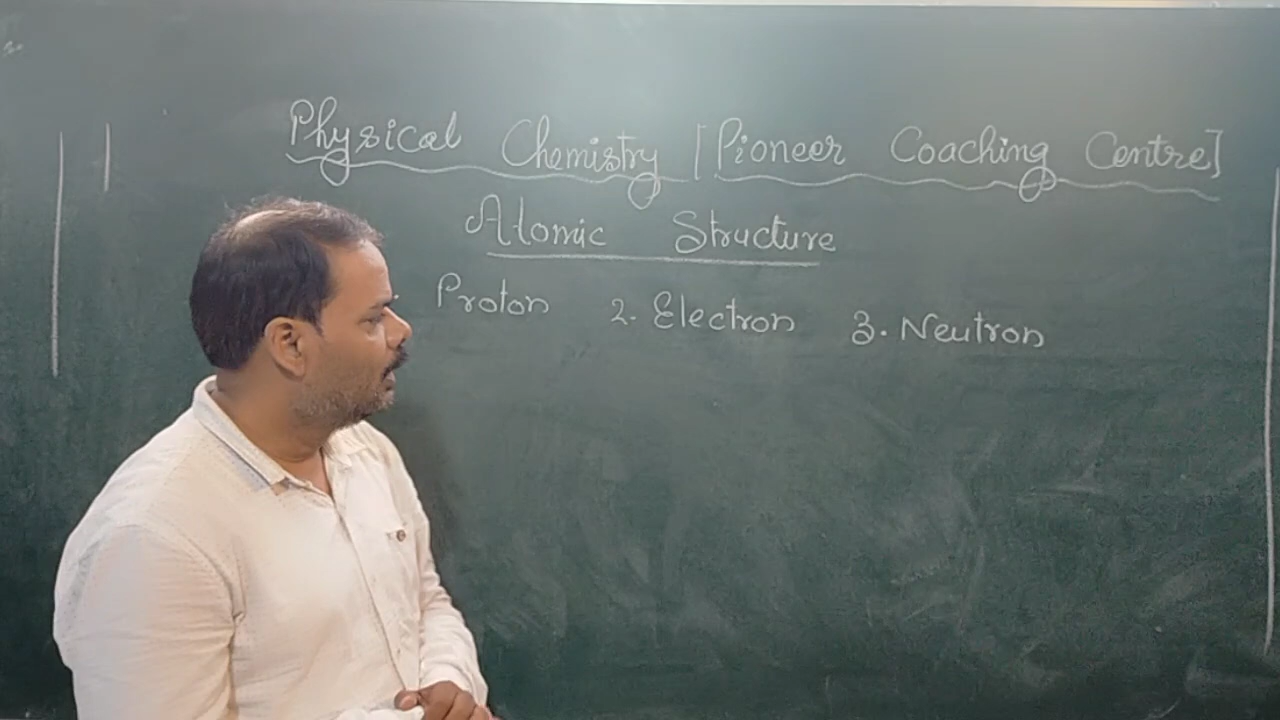 Physical Chemistry [Pioneer Coaching Centre]
Atomic Structure
Proton 2. Electron 3. Neutron